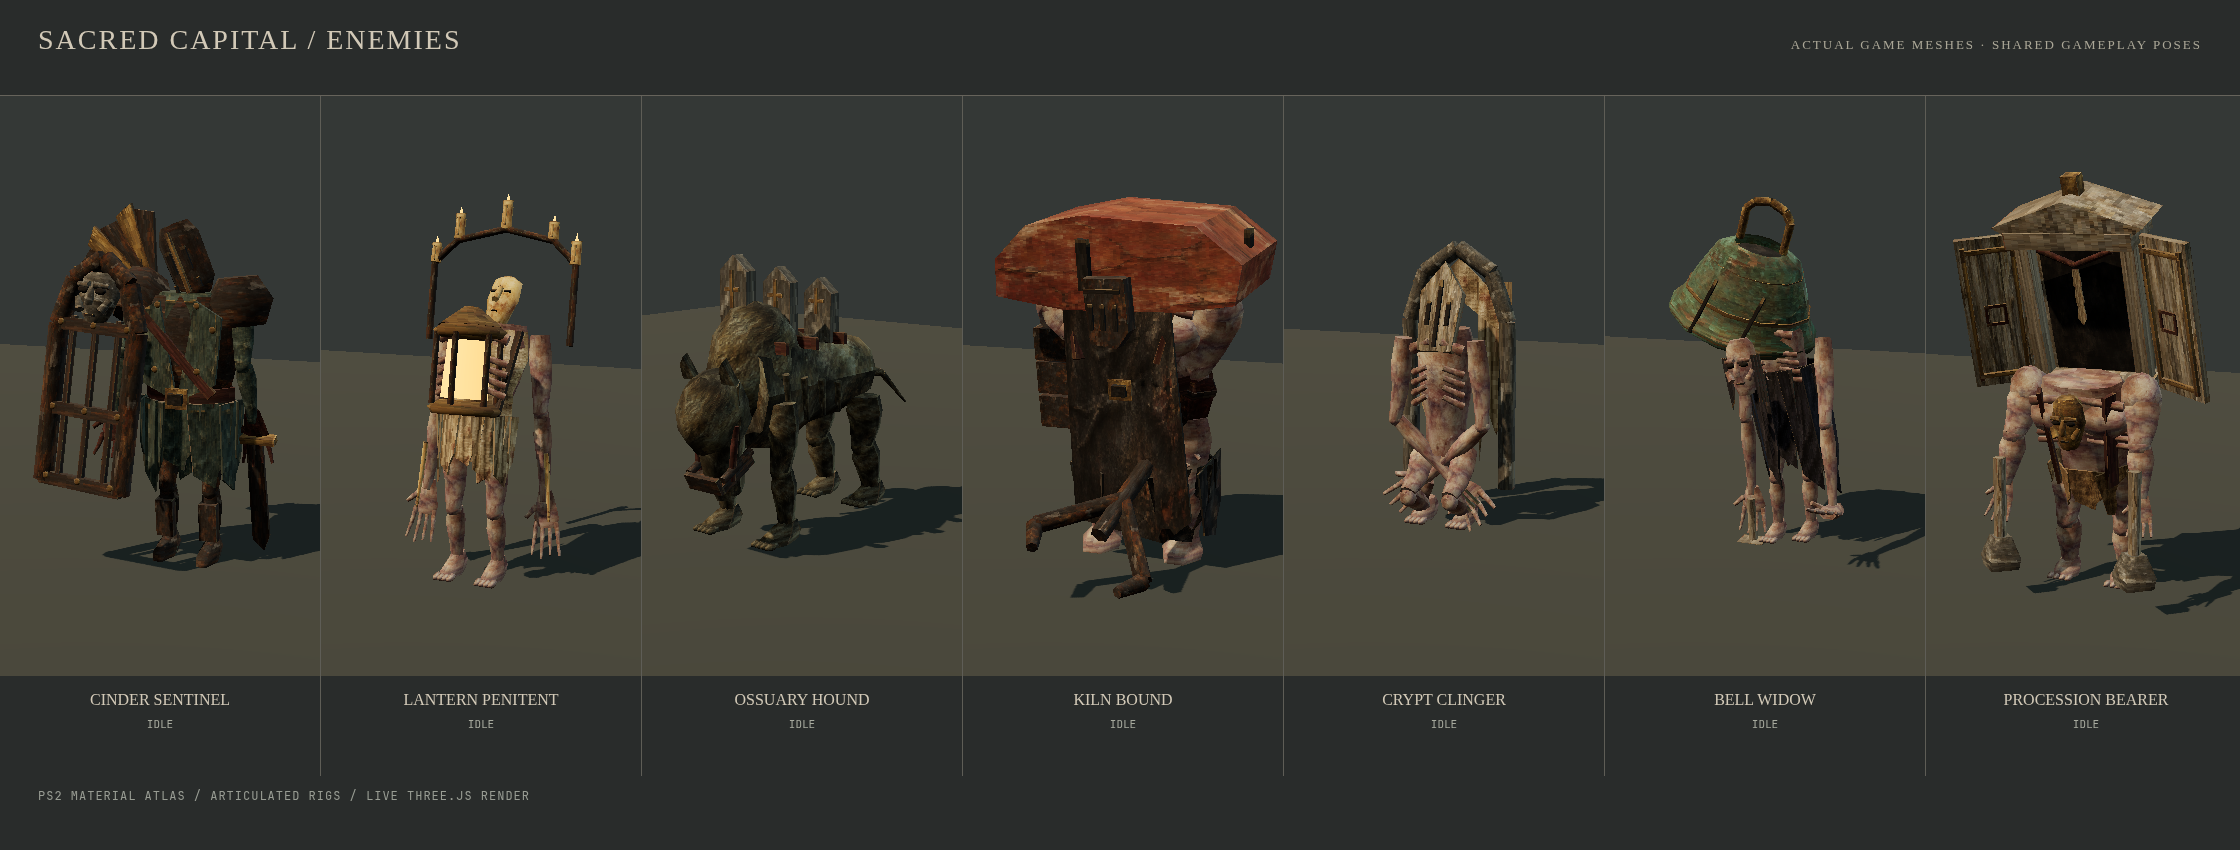 SACRED CAPITAL / ENEMIES
ACTUAL GAME MESHES · SHARED GAMEPLAY POSES
CINDER SENTINEL
IDLE
LANTERN PENITENT
IDLE
OSSUARY HOUND
IDLE
KILN BOUND
IDLE
CRYPT CLINGER
IDLE
BELL WIDOW
IDLE
PROCESSION BEARER
IDLE
PS2 MATERIAL ATLAS / ARTICULATED RIGS / LIVE THREE.JS RENDER